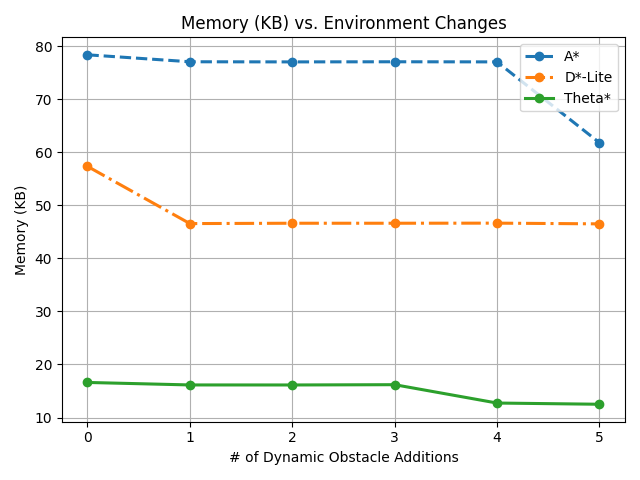 Memory (KB) vs. Environment Changes
A*
D*-Lite
Theta*
Memory (KB)
80
70
60
50
40
30
20
10
0 1 2 3 4 5
# of Dynamic Obstacle Additions